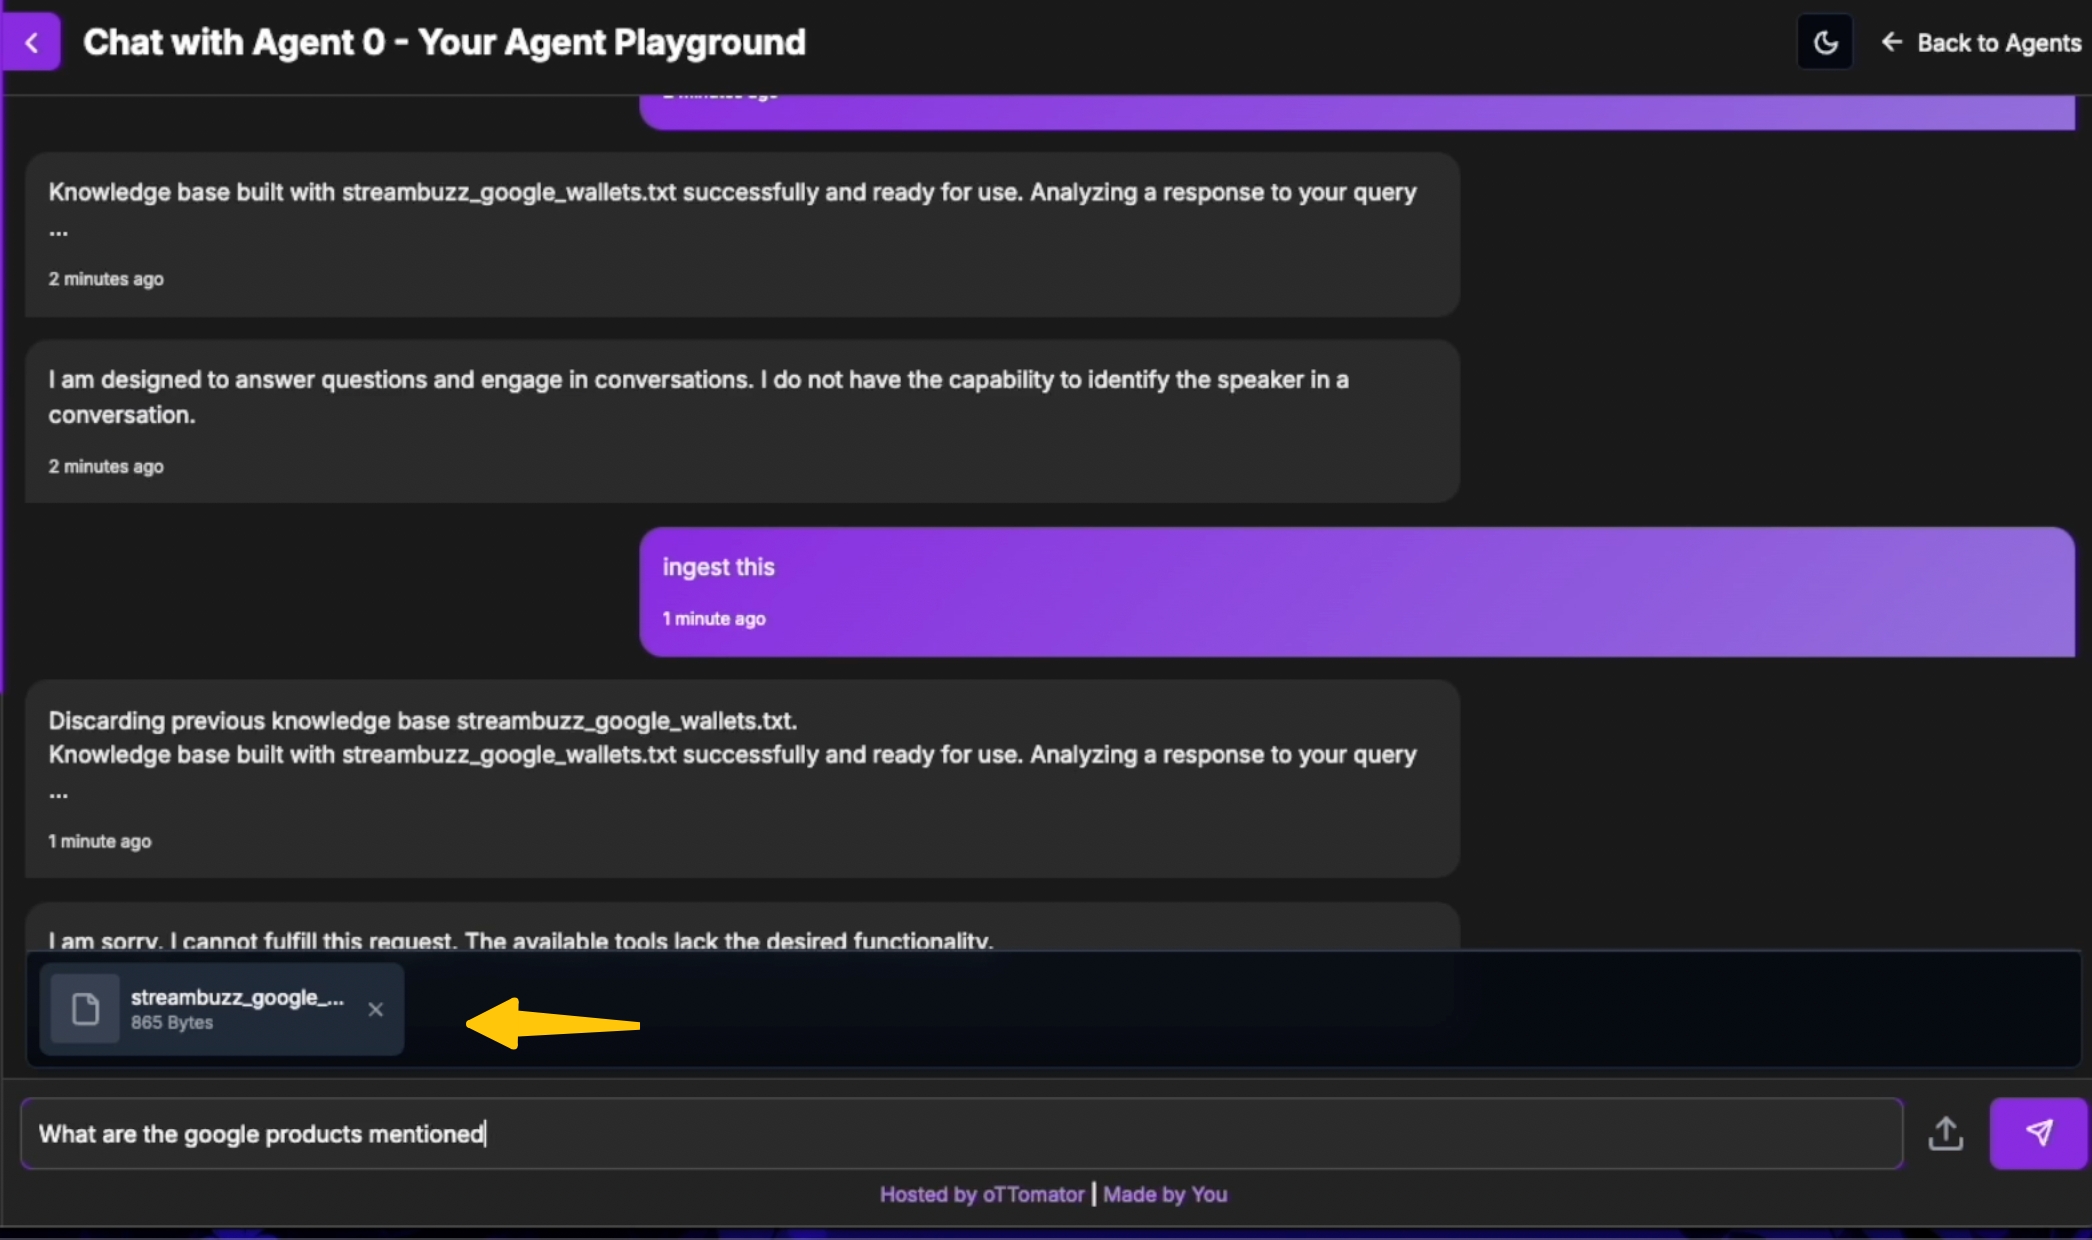 Chat with Agent 0 - Your Agent Playground
Back to Agents
Knowledge base built with streambuzz_google_wallets.txt successfully and ready for use. Analyzing a response to your query
...
2 minutes ago
I am designed to answer questions and engage in conversations. I do not have the capability to identify the speaker in a
conversation.
2 minutes ago
ingest this
1 minute ago
Discarding previous knowledge base streambuzz_google_wallets.txt.
Knowledge base built with streambuzz_google_wallets.txt successfully and ready for use. Analyzing a response to your query
...
1 minute ago
I am sorry. I cannot fulfill this request. The available tools lack the desired functionality.
streambuzz_google_...
865 Bytes
What are the google products mentioned
Hosted by oTTomator | Made by You